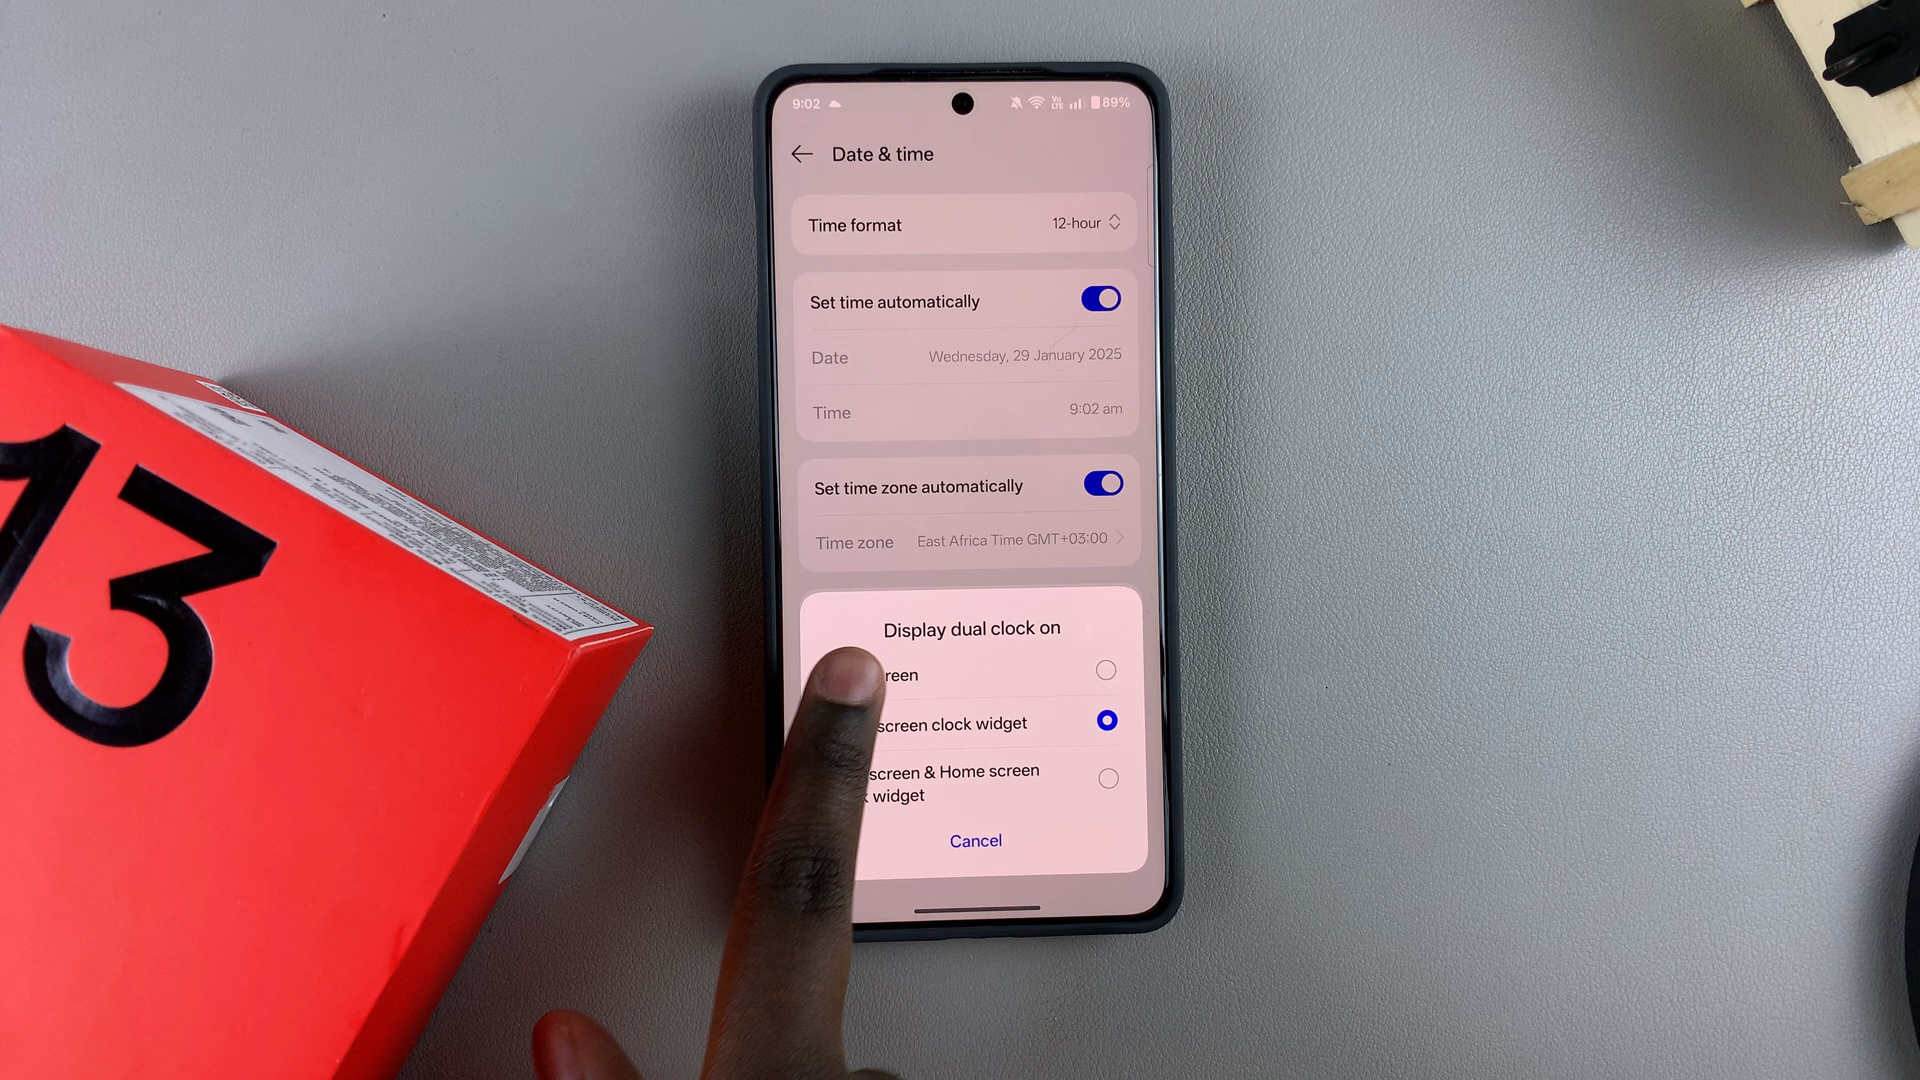 9:02
Vo
LTE
89%
Date & time
Time format
12-hour
Set time automatically
Date
Wednesday, 29 January 2025
Time
9:02 am
Set time zone automatically
Time zone
East Africa Time GMT+03:00
Display dual clock on
reen
screen clock widget
screen & Home screen
widget
Cancel
13